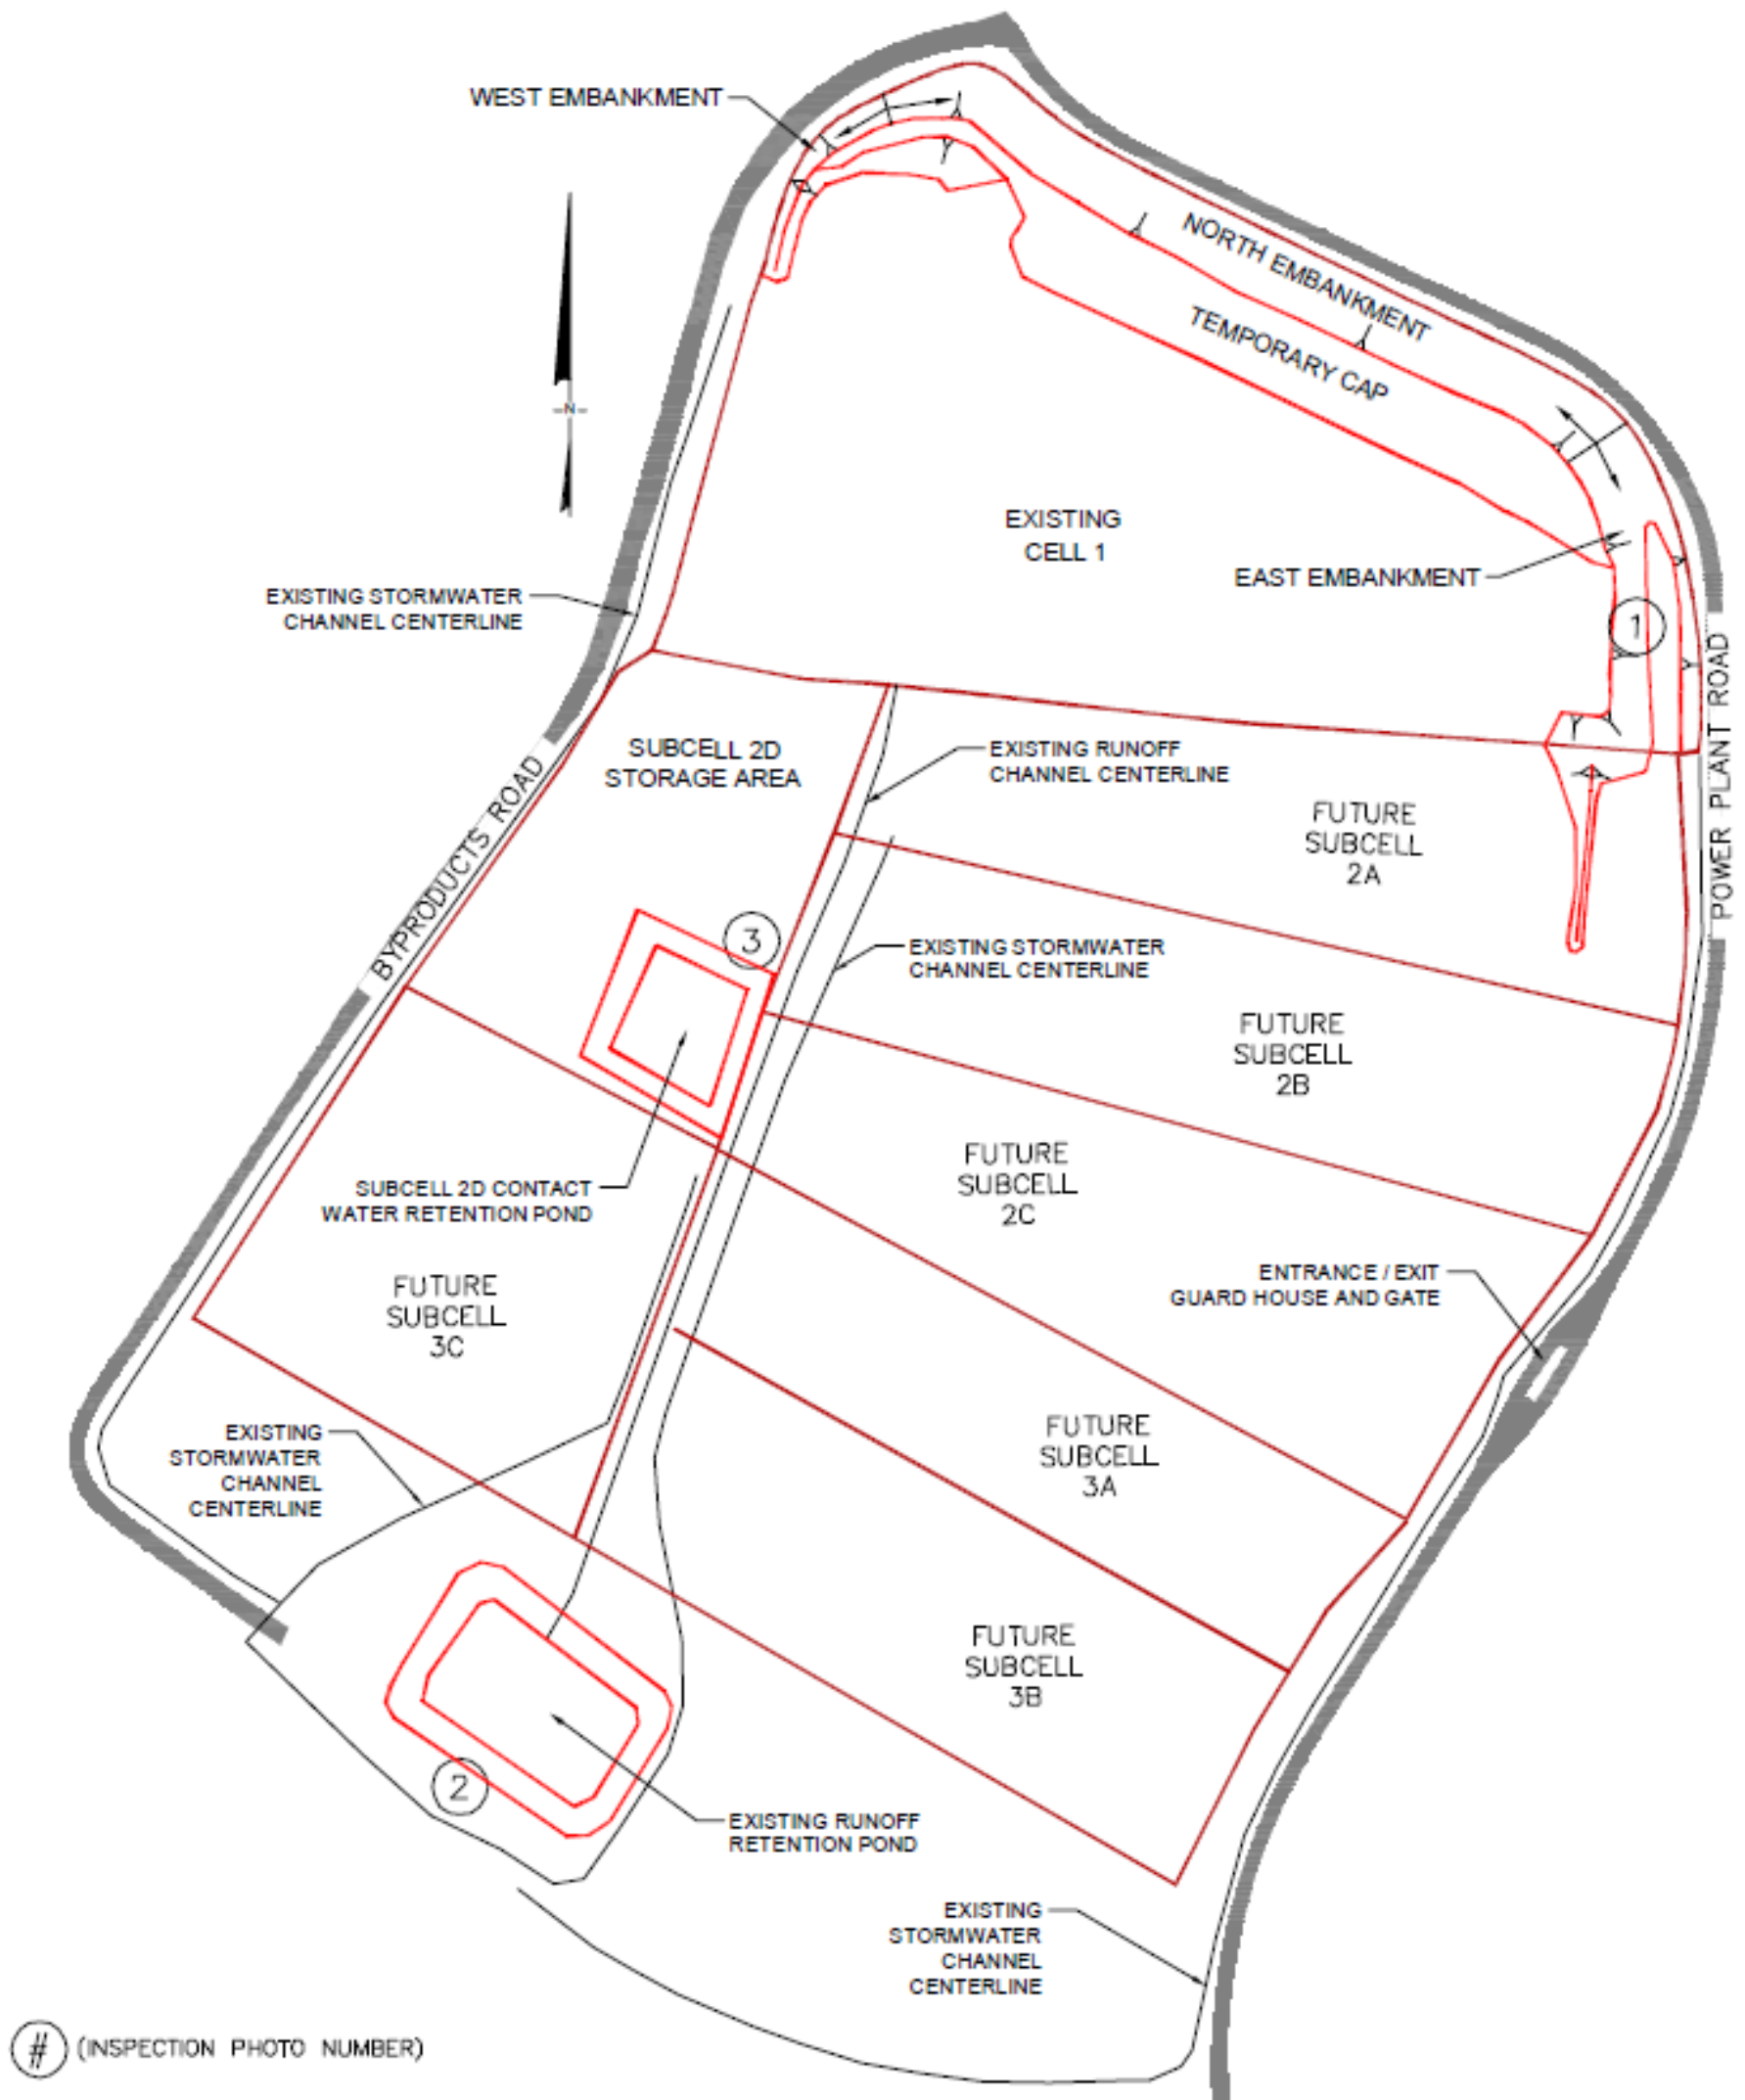 WEST EMBANKMENT
NORTH EMBANKMENT
TEMPORARY CAP
-N-
EXISTING
CELL 1
EAST EMBANKMENT
EXISTING STORMWATER
CHANNEL CENTERLINE
1
POWER PLANT ROAD
SUBCELL 2D
STORAGE AREA
EXISTING RUNOFF
CHANNEL CENTERLINE
FUTURE
SUBCELL
2A
BYPRODUCTS ROAD
3
EXISTING STORMWATER
CHANNEL CENTERLINE
FUTURE
SUBCELL
2B
SUBCELL 2D CONTACT
WATER RETENTION POND
FUTURE
SUBCELL
2C
ENTRANCE / EXIT
GUARD HOUSE AND GATE
FUTURE
SUBCELL
3C
EXISTING
STORMWATER
CHANNEL
CENTERLINE
FUTURE
SUBCELL
3A
FUTURE
SUBCELL
3B
2
EXISTING RUNOFF
RETENTION POND
EXISTING
STORMWATER
CHANNEL
CENTERLINE
# (INSPECTION PHOTO NUMBER)